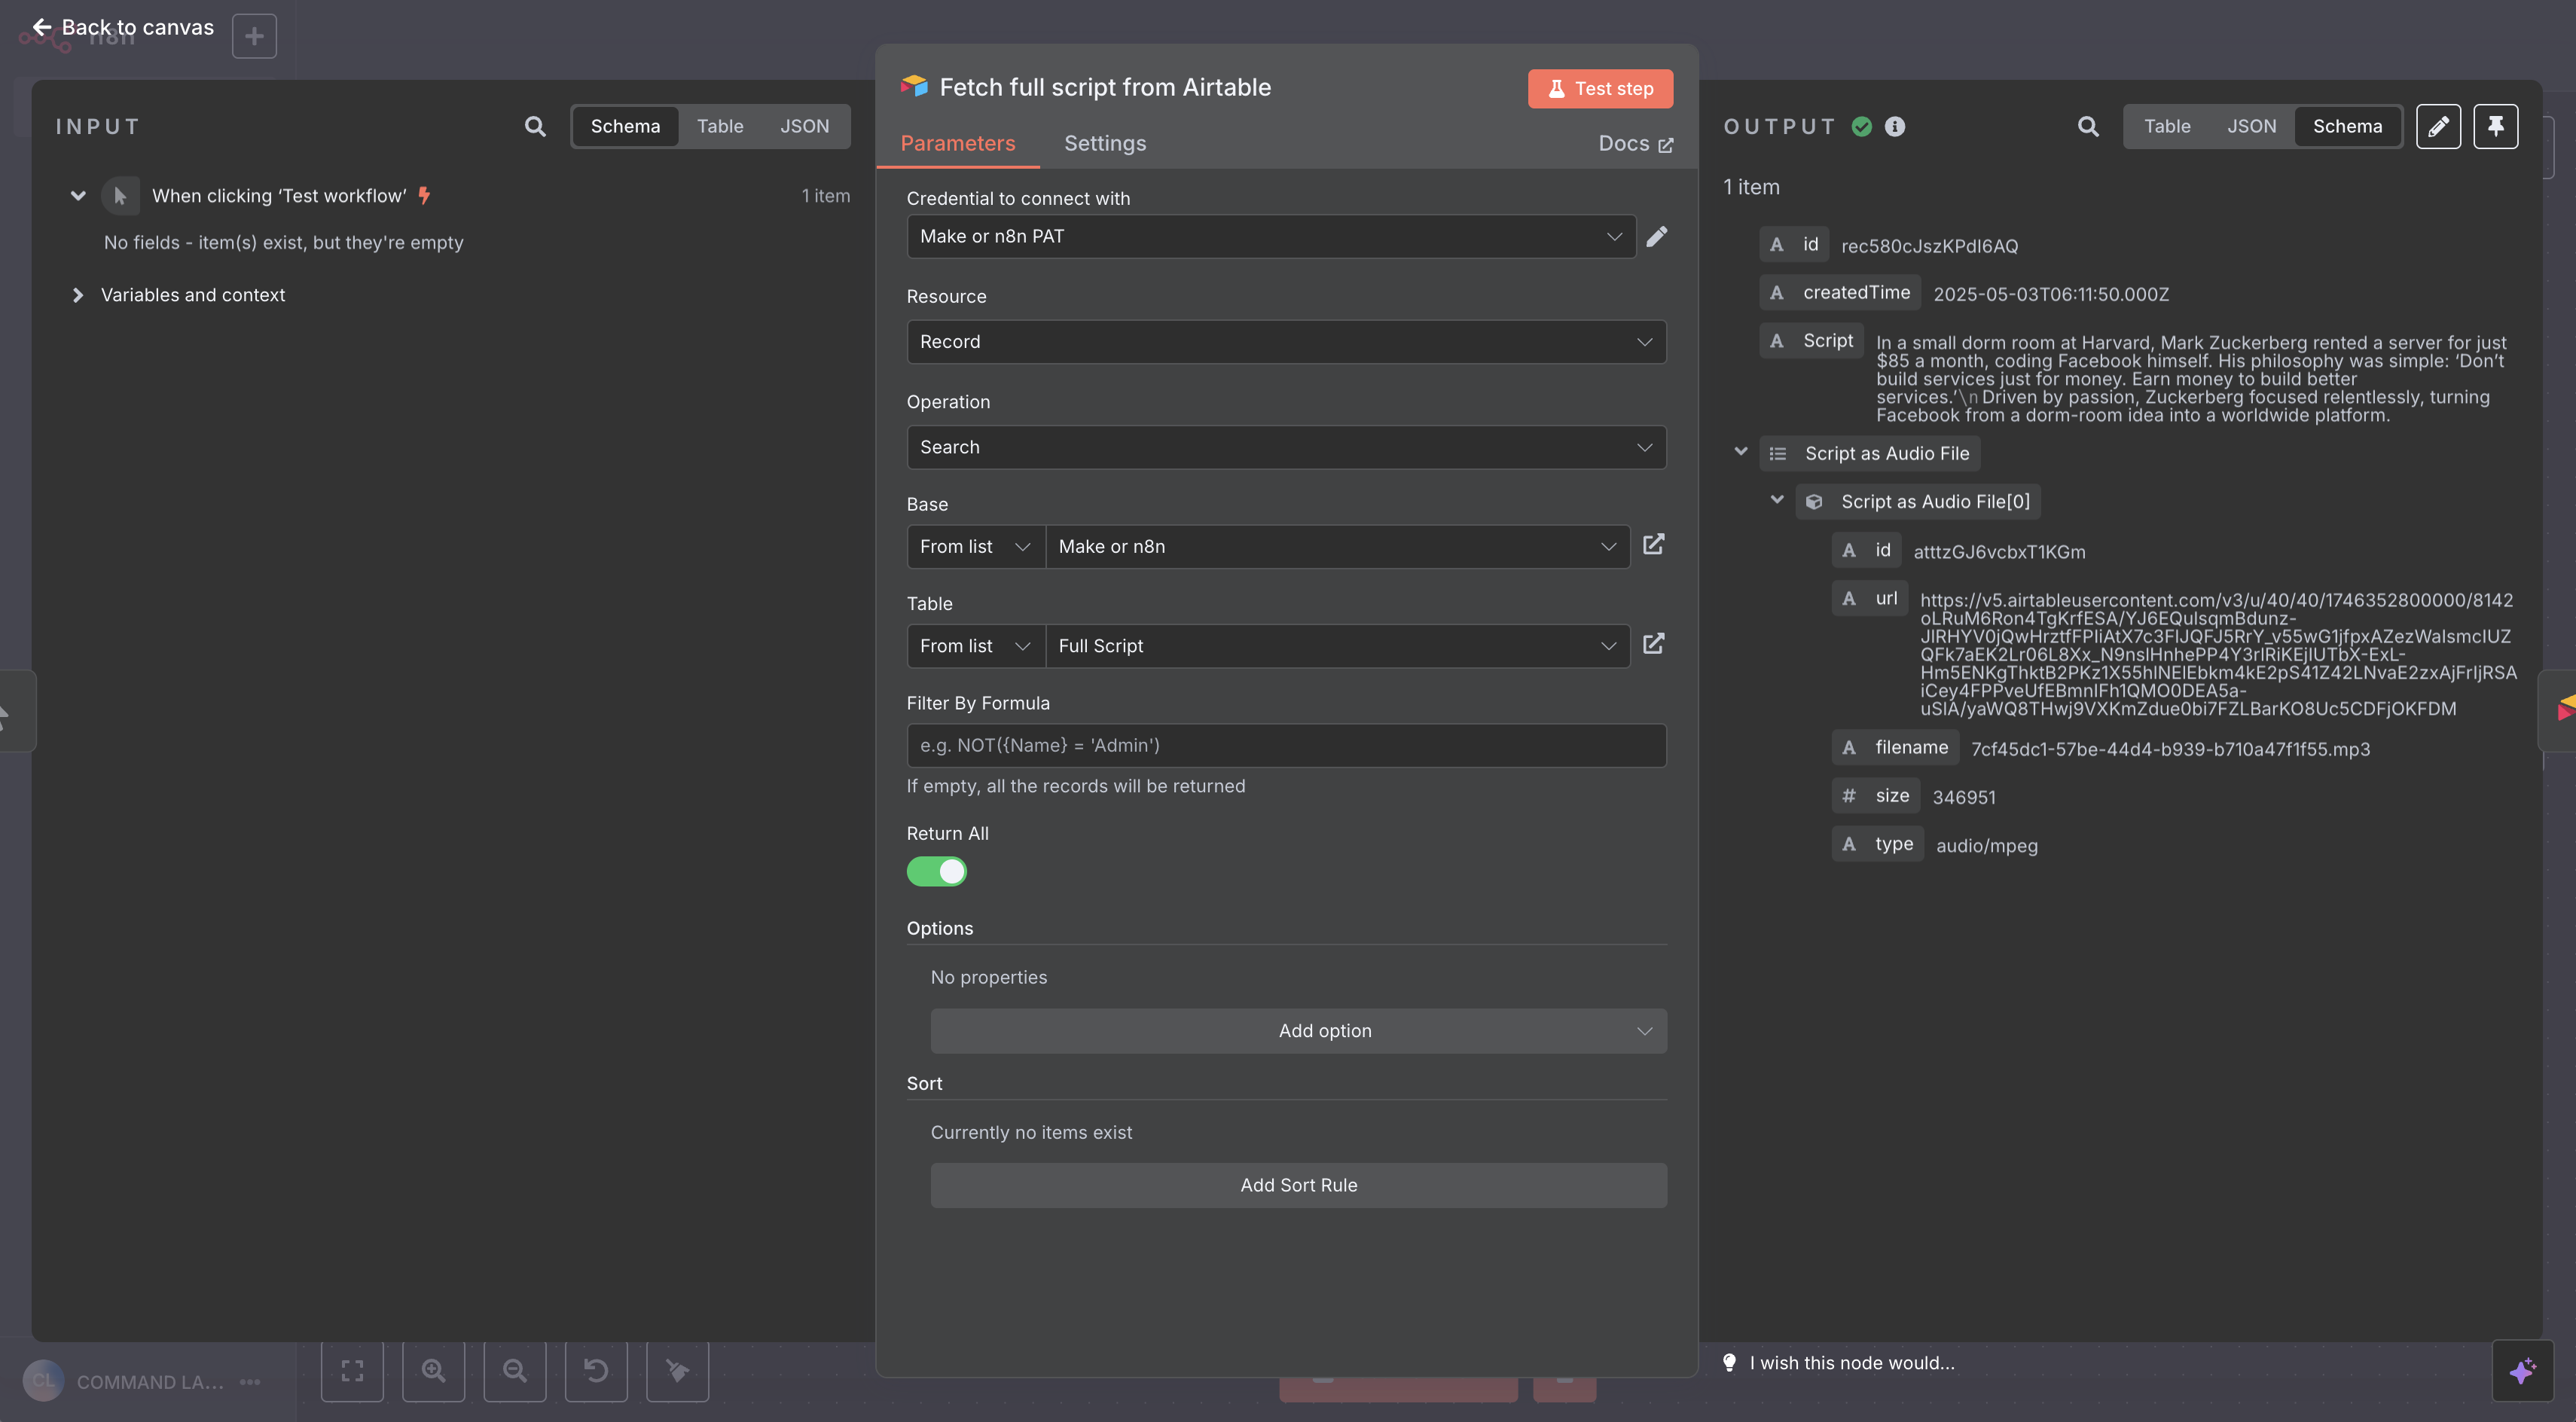 Back to canvas
n8n
INPUT
Schema
Table
JSON
When clicking ‘Test workflow’
1 item
No fields - item(s) exist, but they're empty
Variables and context
Fetch full script from Airtable
Test step
Parameters
Settings
Docs
Credential to connect with
Make or n8n PAT
Resource
Record
Operation
Search
Base
From list
Make or n8n
Table
From list
Full Script
Filter By Formula
e.g. NOT({Name} = 'Admin')
If empty, all the records will be returned
Return All
Options
No properties
Add option
Sort
Currently no items exist
Add Sort Rule
OUTPUT
Table
JSON
Schema
1 item
A id rec580cJszKPdI6AQ
A createdTime 2025-05-03T06:11:50.000Z
A Script In a small dorm room at Harvard, Mark Zuckerberg rented a server for just
$85 a month, coding Facebook himself. His philosophy was simple: ‘Don’t
build services just for money. Earn money to build better
services.’\n Driven by passion, Zuckerberg focused relentlessly, turning
Facebook from a dorm-room idea into a worldwide platform.
Script as Audio File
Script as Audio File[0]
A id atttzGJ6vcbxT1KGm
A url https://v5.airtableusercontent.com/v3/u/40/40/1746352800000/8142
A filename 7cf45dc1-57be-44d4-b939-b710a47f1f55.mp3
# size 346951
A type audio/mpeg
I wish this node would...
CL COMMAND LA...